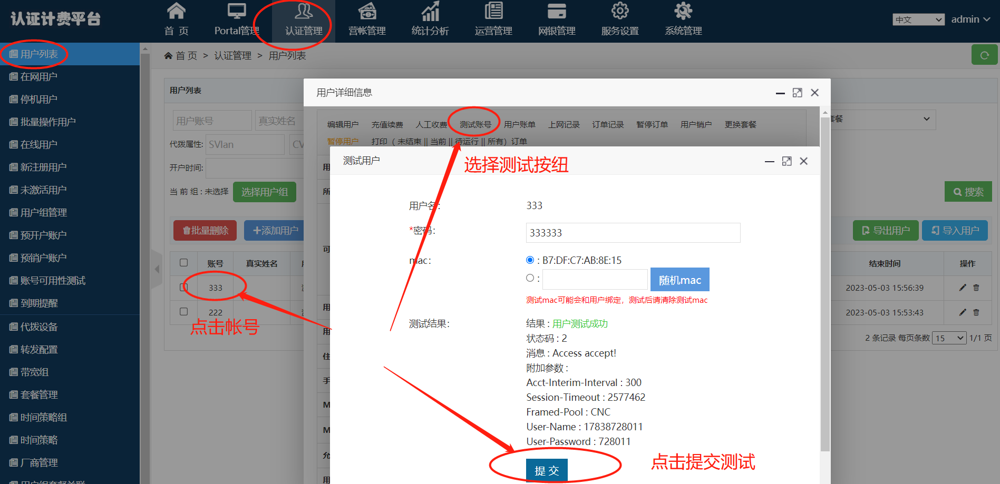 认证计费平台
首 页
Portal管理
认证管理
营帐管理
统计分析
运营管理
网银管理
服务设置
系统管理
中文
admin
用户列表
在网用户
停机用户
批量操作用户
在线用户
新注册用户
未激活用户
用户组管理
预开户账户
预销户账户
账号可用性测试
到期提醒
代拨设备
转发配置
带宽组
套餐管理
时间策略组
时间策略
厂商管理
首 页 > 认证管理 > 用户列表
用户列表
用户账号
真实姓名
代拨属性:
SVlan
CV
开户时间:
当 前 组 : 未选择
选择用户组
批量删除
添加用户
账号
真实姓名
333
222
点击帐号
套餐
搜索
导出用户
导入用户
结束时间
操作
2023-05-03 15:56:39
2023-05-03 15:53:43
2 条记录 每页条数 15 1/1 页
用户详细信息
编辑用户 充值续费 人工收费 测试账号 用户账单 上网记录 订单记录 暂停订单 用户销户 更换套餐
暂停用户 打印（ 未结束 || 当前 || 待运行 || 所有）订单
用
所
可
用
用
住
手
M
M
允
用
测试用户
选择测试按纽
用户名:
333
*密码:
333333
mac:
: B7:DF:C7:AB:8E:15
:
随机mac
测试mac可能会和用户绑定，测试后请清除测试mac
测试结果:
结果 : 用户测试成功
状态码 : 2
消息 : Access accept!
附加参数 :
Acct-Interim-Interval : 300
Session-Timeout : 2577462
Framed-Pool : CNC
User-Name : 17838728011
User-Password : 728011
提 交
点击提交测试